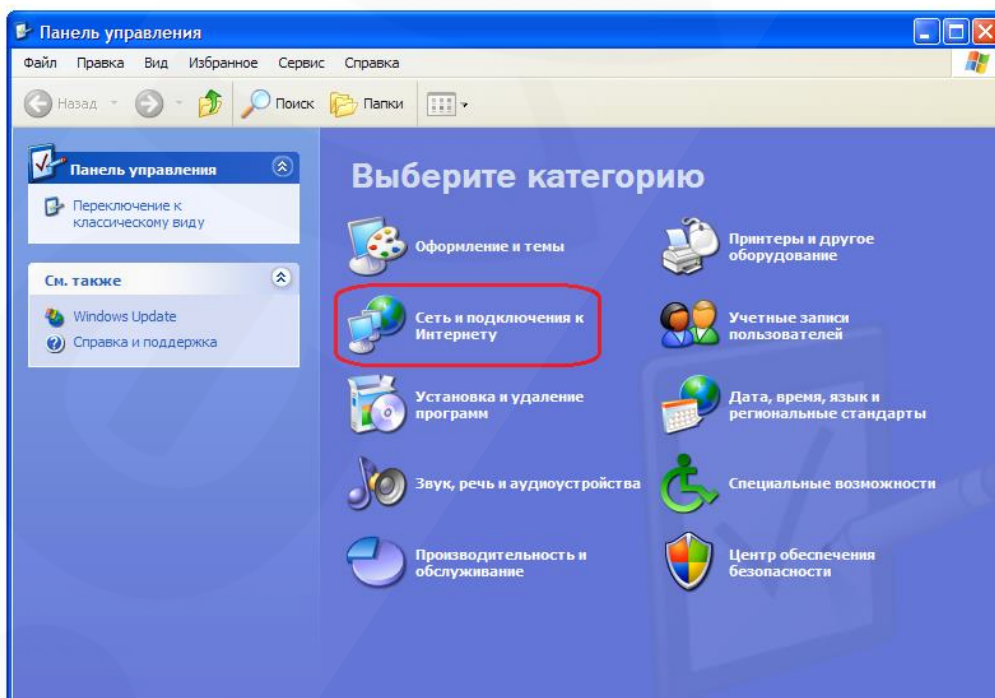 Панель управления
Файл Правка Вид Избранное Сервис Справка
Назад Поиск Папки
Панель управления
Переключение к
классическому виду
См. также
Windows Update
Справка и поддержка
Выберите категорию
Оформление и темы
Принтеры и другое
оборудование
Сеть и подключения к
Интернету
Учетные записи
пользователей
Установка и удаление
программ
Дата, время, язык и
региональные стандарты
Звук, речь и аудиоустройства
Специальные возможности
Производительность и
обслуживание
Центр обеспечения
безопасности